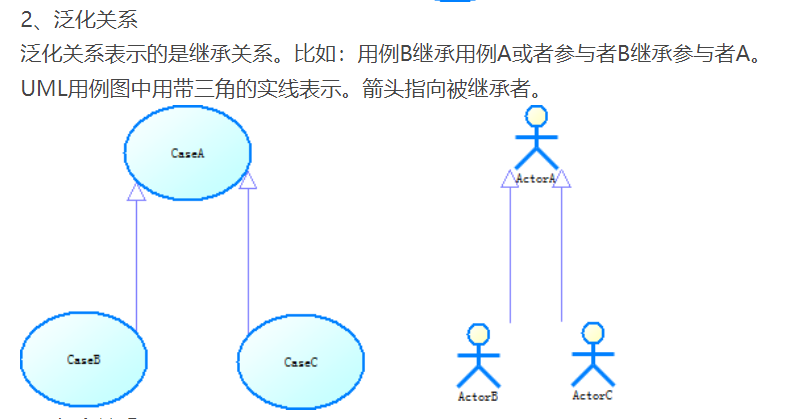 2、泛化关系
泛化关系表示的是继承关系。比如：用例B继承用例A或者参与者B继承参与者A。
UML用例图中用带三角的实线表示。箭头指向被继承者。
CaseA
ActorA
CaseB
CaseC
ActorB
ActorC